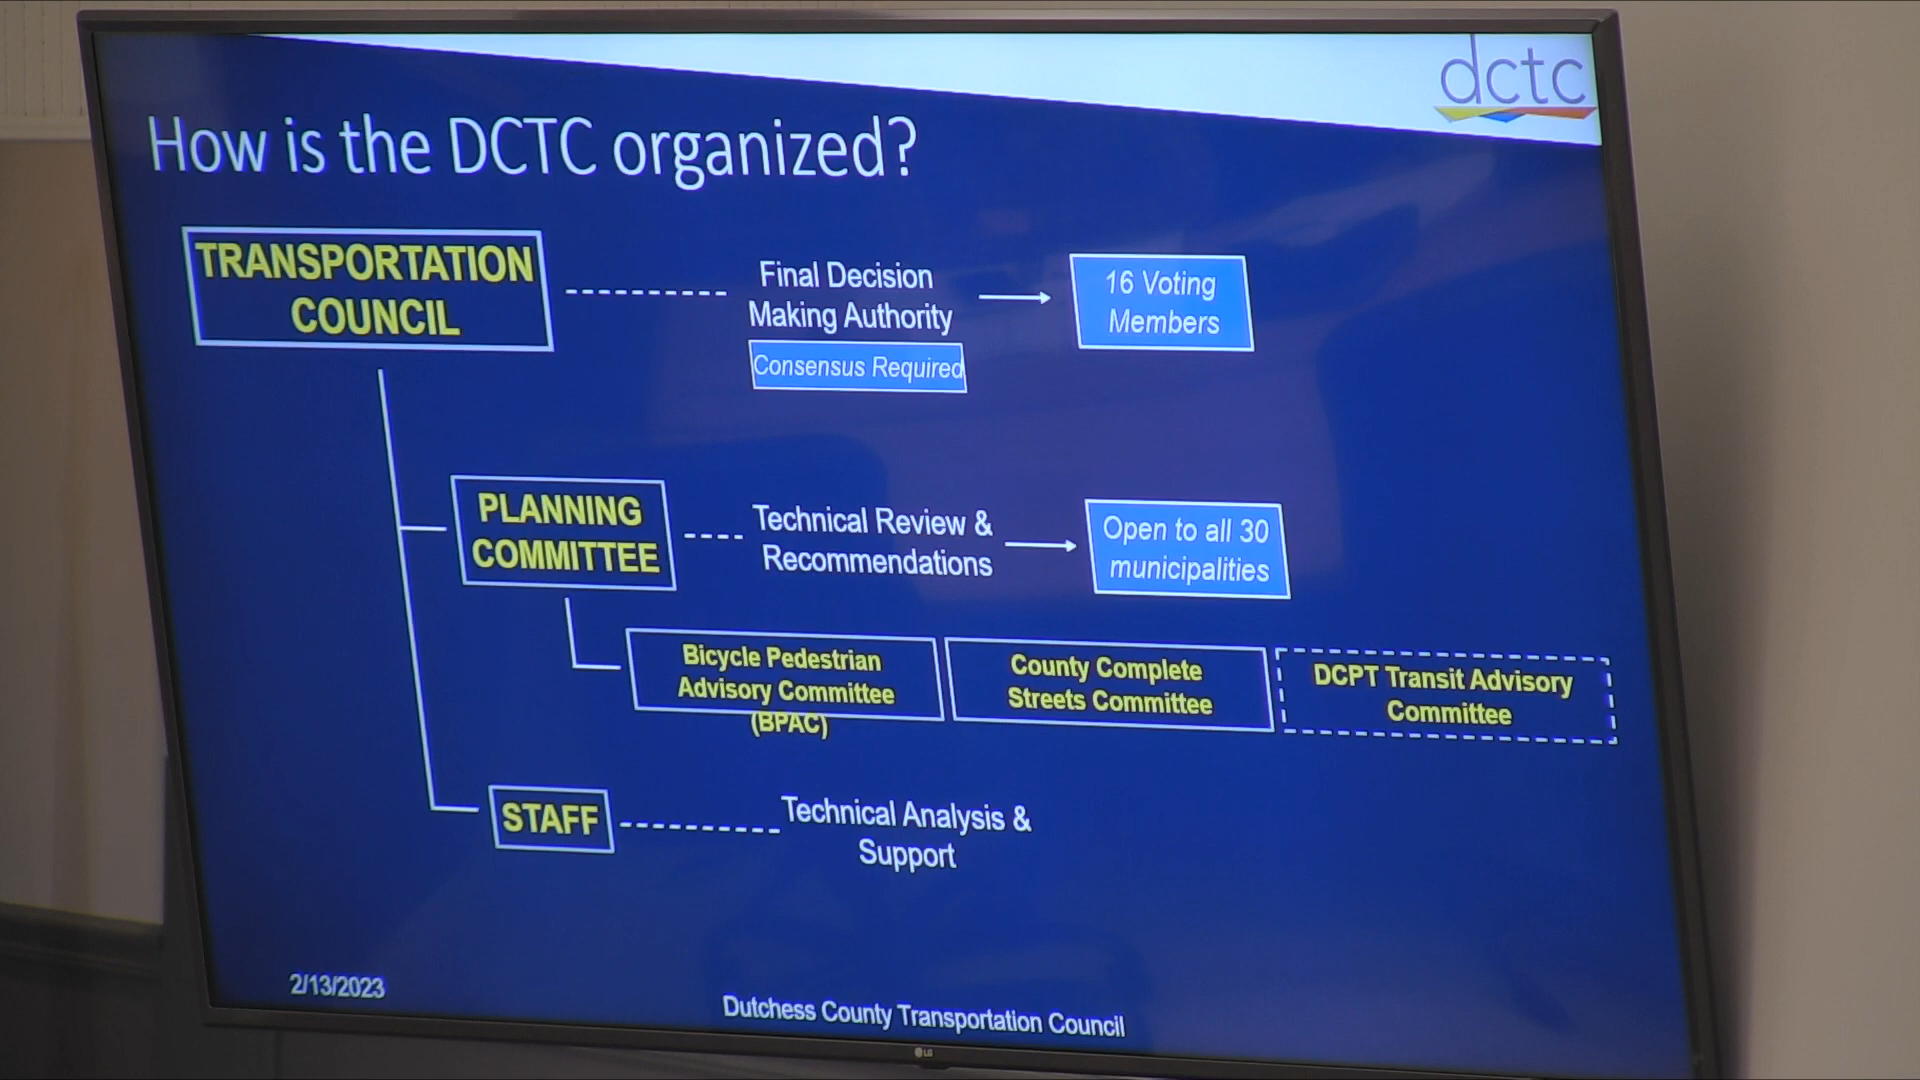 dctc
How is the DCTC organized?
TRANSPORTATION
COUNCIL
Final Decision
Making Authority
Consensus Required
16 Voting
Members
PLANNING
COMMITTEE
Technical Review &
Recommendations
Open to all 30
municipalities
Bicycle Pedestrian
Advisory Committee
(BPAC)
County Complete
Streets Committee
DCPT Transit Advisory
Committee
STAFF
Technical Analysis &
Support
2/13/2023
Dutchess County Transportation Council
LG